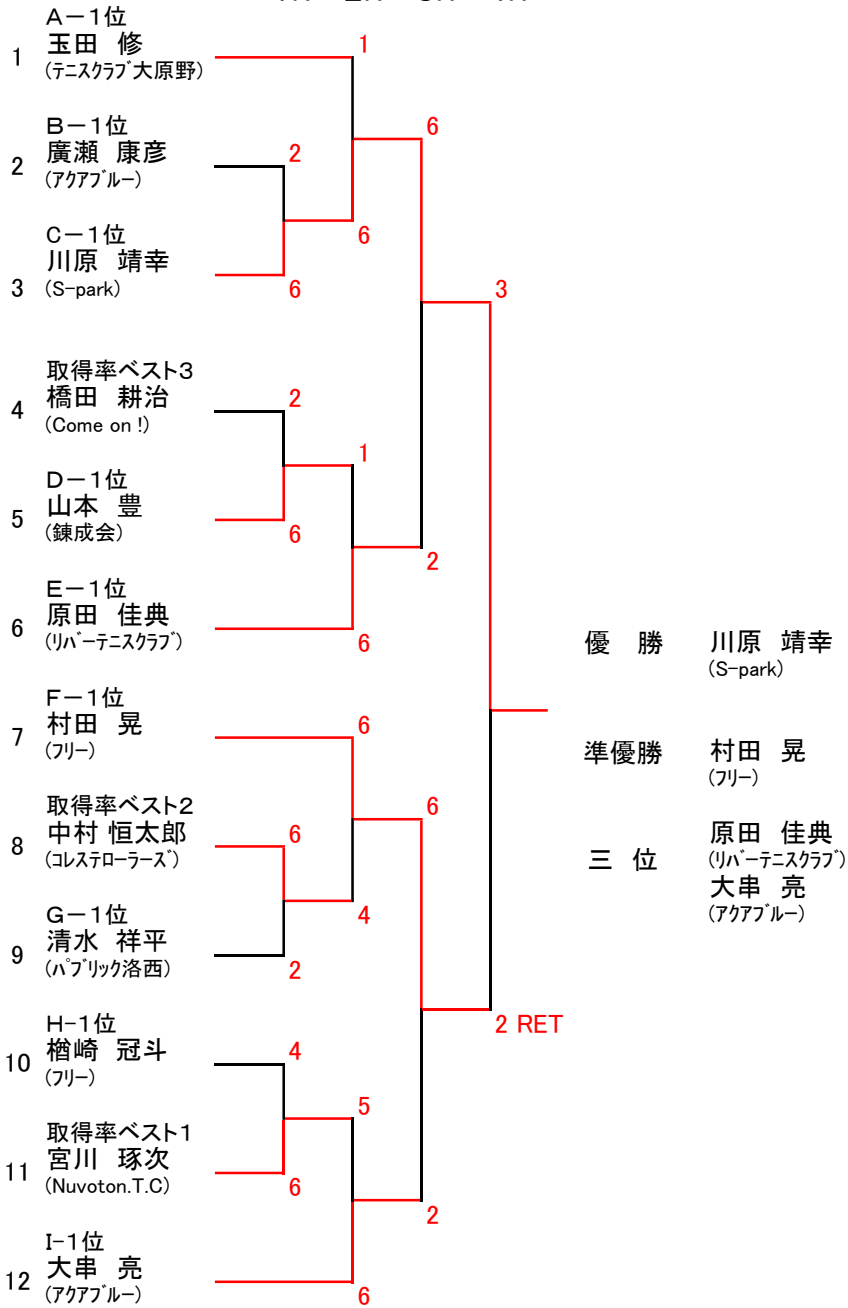 A－1位
1 玉田 修
(テニスクラブ大原野)
1
B－1位
2 廣瀬 康彦
(アクアブルー)
2
6
C－1位
3 川原 靖幸
(S-park)
6
6
3
取得率ベスト3
4 橋田 耕治
(Come on !)
2
1
D－1位
5 山本 豊
(錬成会)
6
2
E－1位
6 原田 佳典
(リバーテニスクラブ)
6
F－1位
7 村田 晃
(フリー)
6
取得率ベスト2
8 中村 恒太郎
(コレステローラーズ)
6
6
G－1位
9 清水 祥平
(パブリック洛西)
2
4
2 RET
H-1位
10 楢崎 冠斗
(フリー)
4
5
取得率ベスト1
11 宮川 琢次
(Nuvoton.T.C)
6
2
I-1位
12 大串 亮
(アクアブルー)
6
優 勝 川原 靖幸
(S-park)
準優勝 村田 晃
(フリー)
三 位 原田 佳典
(リバーテニスクラブ)
大串 亮
(アクアブルー)